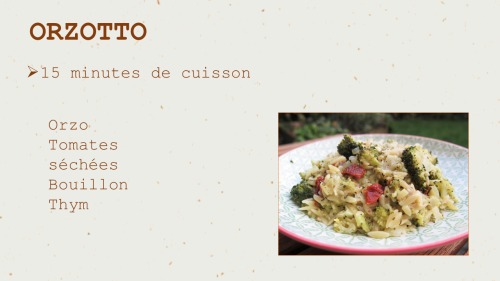 ORZOTTO
➢15 minutes de cuisson
Orzo
Tomates
séchées
Bouillon
Thym